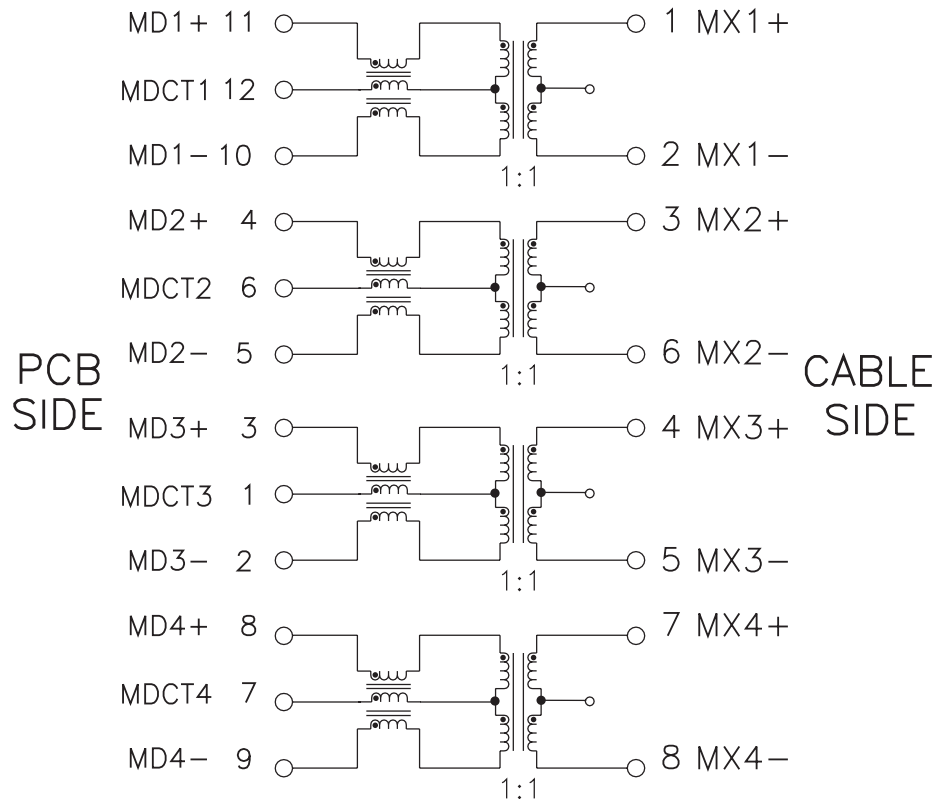 MD1+ 11
1 MX1+
MDCT1 12
MD1- 10
2 MX1-
1:1
MD2+ 4
3 MX2+
MDCT2 6
MD2- 5
6 MX2-
1:1
PCB
SIDE
CABLE
SIDE
MD3+ 3
4 MX3+
MDCT3 1
MD3- 2
5 MX3-
1:1
MD4+ 8
7 MX4+
MDCT4 7
MD4- 9
8 MX4-
1:1